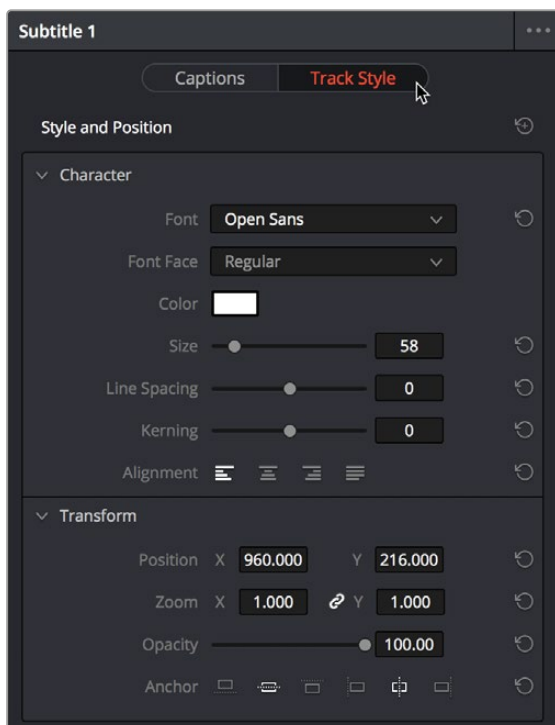 Subtitle 1
Captions Track Style
Style and Position
Character
Font Open Sans
Font Face Regular
Color
Size 58
Line Spacing 0
Kerning 0
Alignment
Transform
Position X 960.000 Y 216.000
Zoom X 1.000 Y 1.000
Opacity 100.00
Anchor